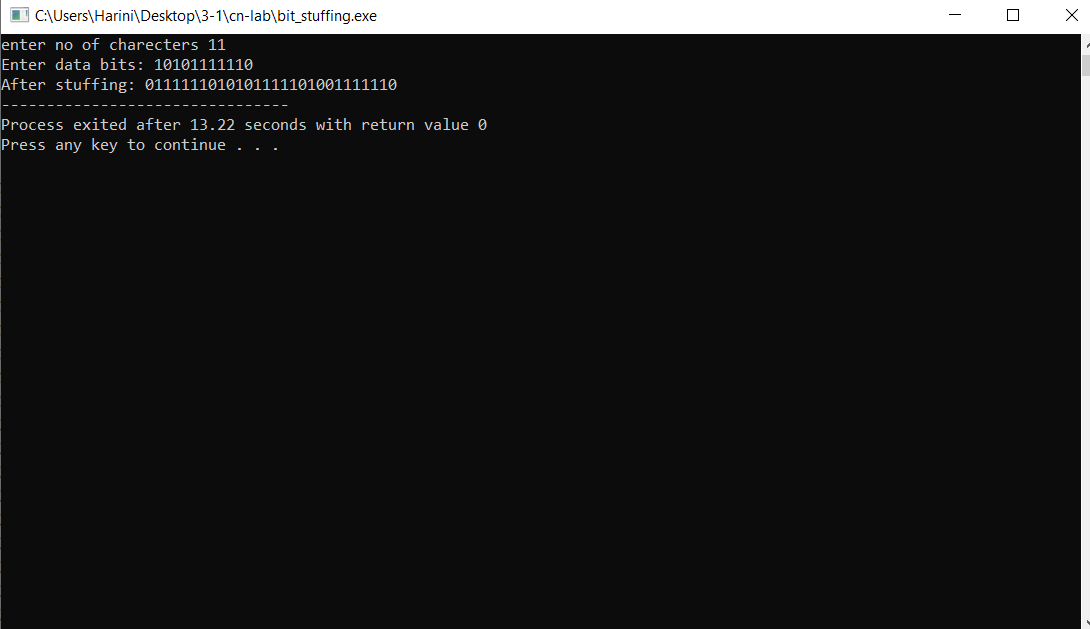 C:\Users\Harini\Desktop\3-1\cn-lab\bit_stuffing.exe
enter no of charecters 11
Enter data bits: 10101111110
After stuffing: 0111111010101111101001111110
--------------------------------
Process exited after 13.22 seconds with return value 0
Press any key to continue . . .